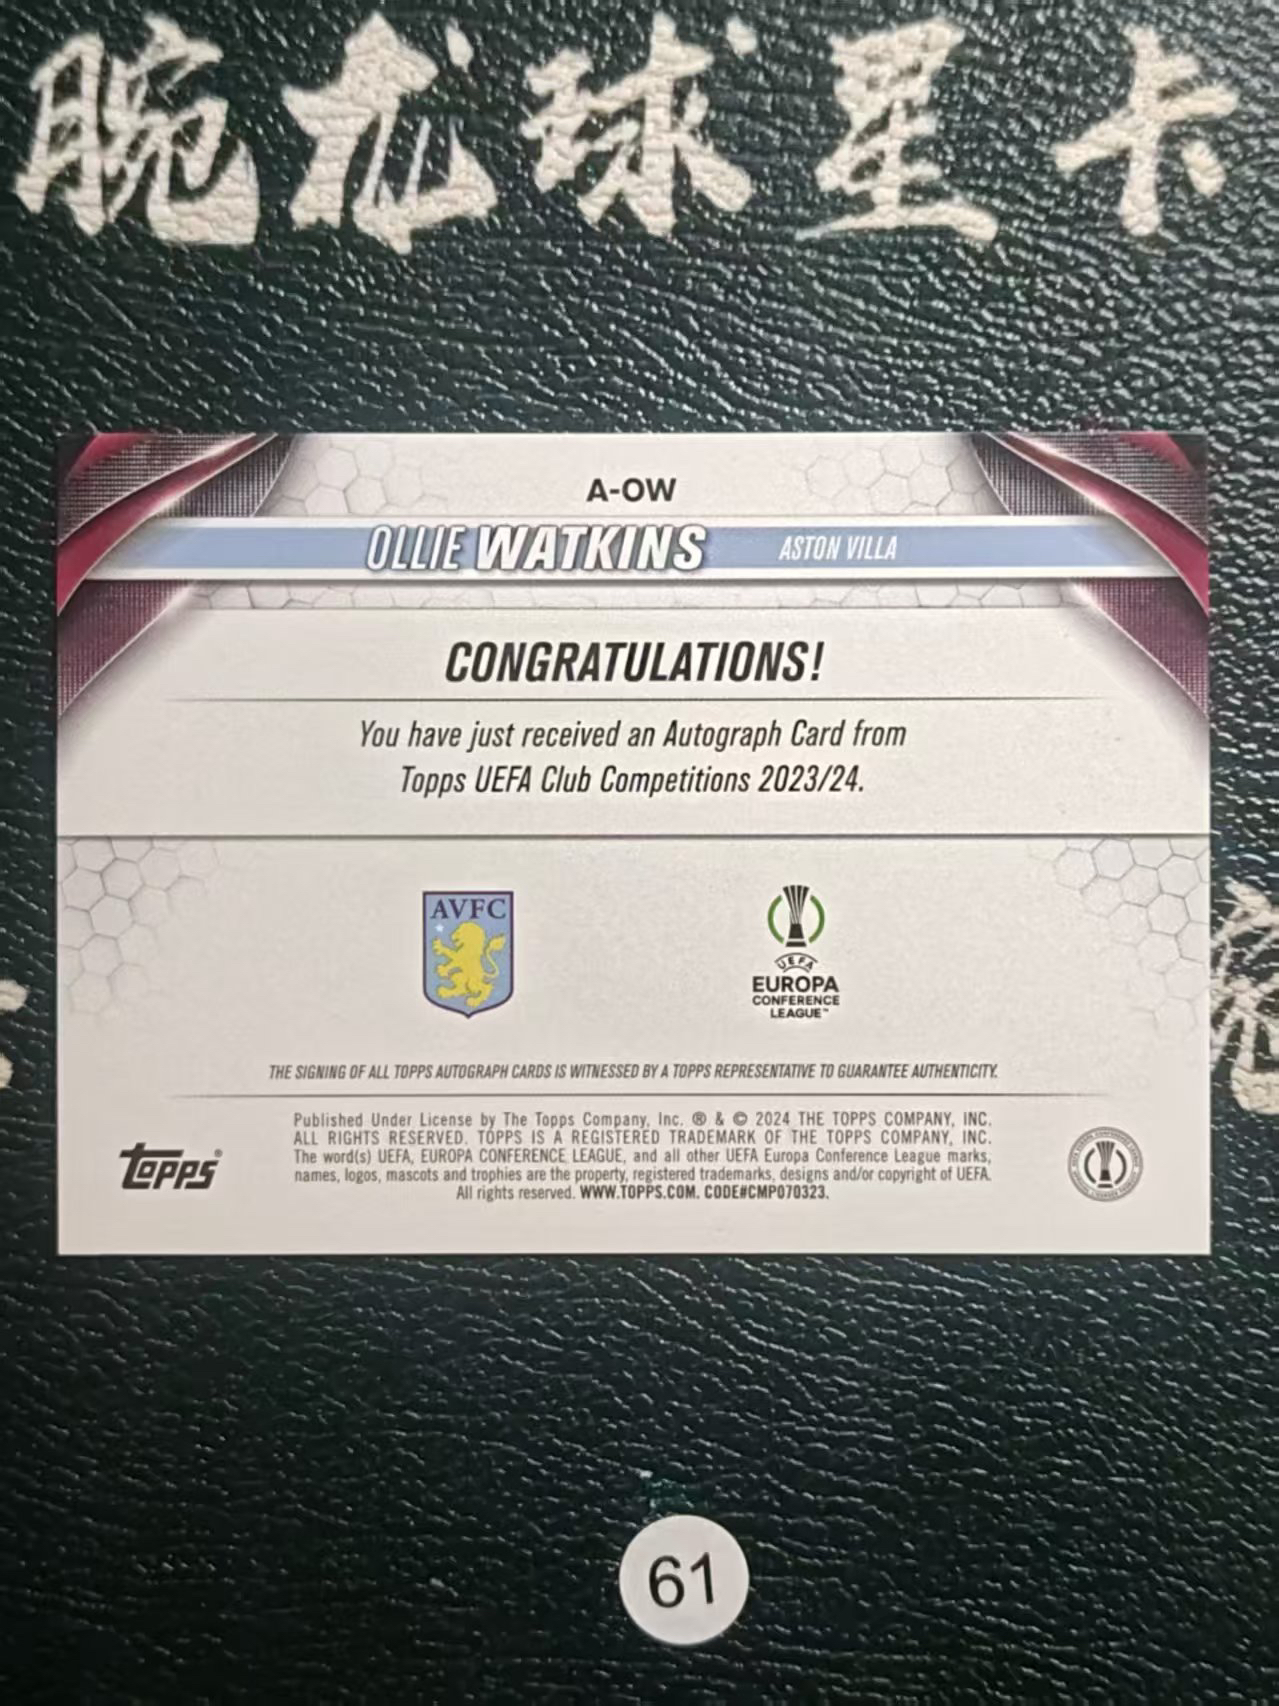 腕龙球星卡
A-OW
OLLIE WATKINS ASTON VILLA
CONGRATULATIONS!
You have just received an Autograph Card from
Topps UEFA Club Competitions 2023/24.
AVFC
UEFA
EUROPA
CONFERENCE
LEAGUE™
THE SIGNING OF ALL TOPPS AUTOGRAPH CARDS IS WITNESSED BY A TOPPS REPRESENTATIVE TO GUARANTEE AUTHENTICITY.
Published Under License by The Topps Company, Inc. ® & © 2024 THE TOPPS COMPANY, INC.
ALL RIGHTS RESERVED. TOPPS IS A REGISTERED TRADEMARK OF THE TOPPS COMPANY, INC.
The word(s) UEFA, EUROPA CONFERENCE LEAGUE, and all other UEFA Europa Conference League marks,
names, logos, mascots and trophies are the property, registered trademarks, designs and/or copyright of UEFA.
All rights reserved. WWW.TOPPS.COM. CODE#CMP070323.
Topps®
61